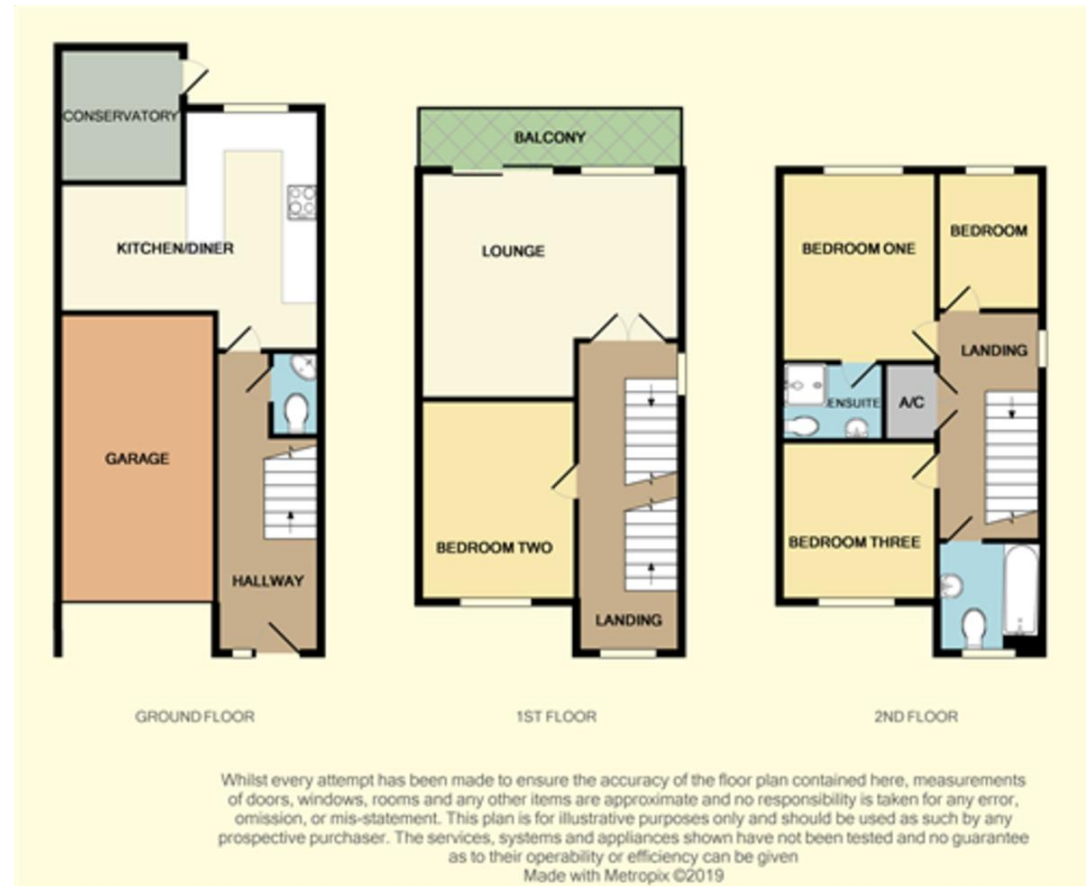 CONSERVATORY
KITCHEN/DINER
GARAGE
HALLWAY
GROUND FLOOR
BALCONY
LOUNGE
BEDROOM TWO
LANDING
1ST FLOOR
BEDROOM ONE
BEDROOM
LANDING
ENSUITE
A/C
BEDROOM THREE
2ND FLOOR
Whilst every attempt has been made to ensure the accuracy of the floor plan contained here, measurements
of doors, windows, rooms and any other items are approximate and no responsibility is taken for any error,
omission, or mis-statement. This plan is for illustrative purposes only and should be used as such by any
prospective purchaser. The services, systems and appliances shown have not been tested and no guarantee
as to their operability or efficiency can be given
Made with Metropix ©2019